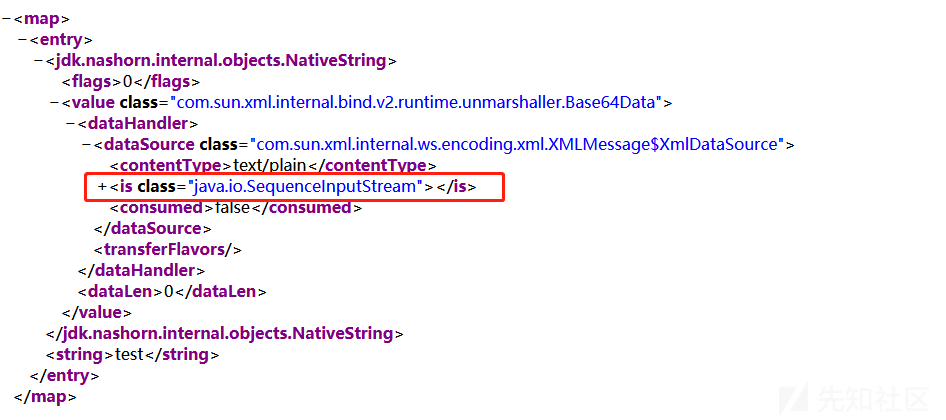 −<map>
−<entry>
−<jdk.nashorn.internal.objects.NativeString>
<flags>0</flags>
−<value class="com.sun.xml.internal.bind.v2.runtime.unmarshaller.Base64Data">
−<dataHandler>
−<dataSource class="com.sun.xml.internal.ws.encoding.xml.XMLMessage$XmlDataSource">
<contentType>text/plain</contentType>
+<is class="java.io.SequenceInputStream"></is>
<consumed>false</consumed>
</dataSource>
<transferFlavors/>
</dataHandler>
<dataLen>0</dataLen>
</value>
</jdk.nashorn.internal.objects.NativeString>
<string>test</string>
</entry>
</map>
先知社区